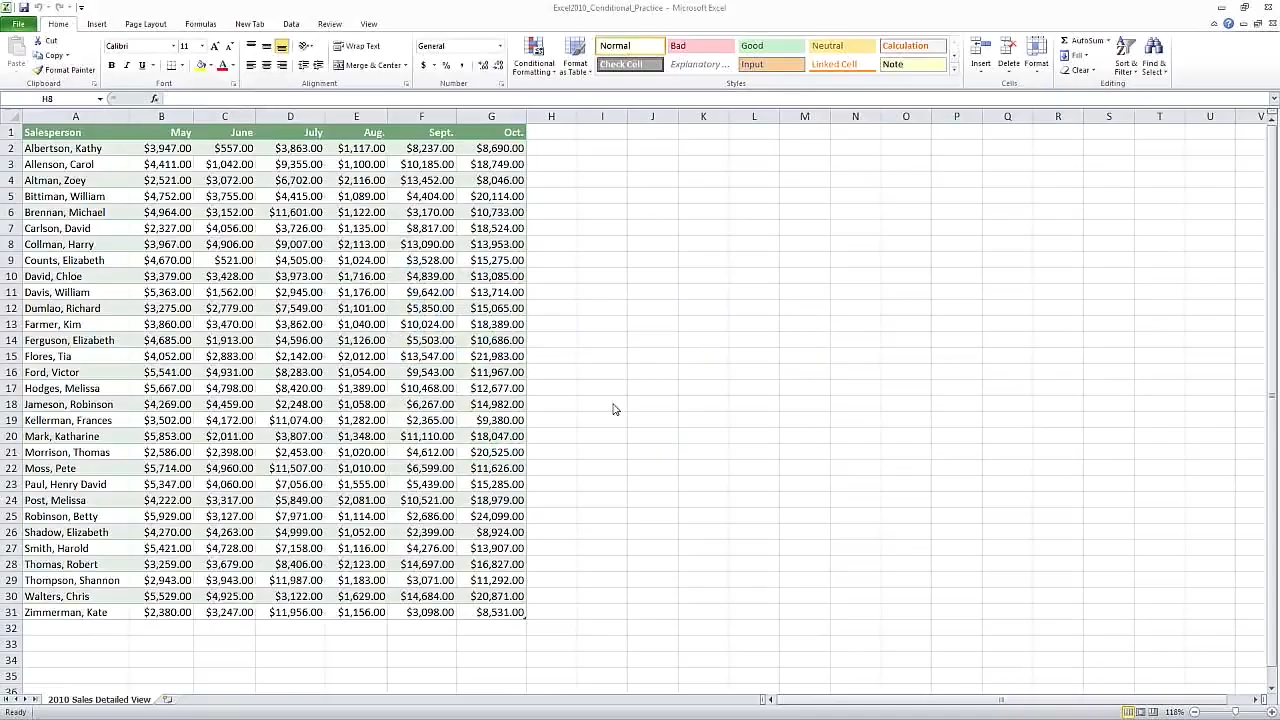 Excel2010_Conditional_Practice - Microsoft Excel
File Home Insert Page Layout Formulas New Tab Data Review View
Paste
Cut
Copy
Format Painter
Clipboard
Calibri 11
B I U
Font
Wrap Text
Merge & Center
Alignment
General
$ % ,
Number
Conditional Formatting
Format as Table
Normal Bad Good Neutral Calculation
Check Cell Explanatory ... Input Linked Cell Note
Styles
Insert Delete Format
Cells
AutoSum
Fill
Clear
Sort & Filter
Find & Select
Editing
H8 fx
A B C D E F G H I J K L M N O P Q R S T U V
1 Salesperson May June July Aug. Sept. Oct.
2 Albertson, Kathy $3,947.00 $557.00 $3,863.00 $1,117.00 $8,237.00 $8,690.00
3 Allenson, Carol $4,411.00 $1,042.00 $9,355.00 $1,100.00 $10,185.00 $18,749.00
4 Altman, Zoey $2,521.00 $3,072.00 $6,702.00 $2,116.00 $13,452.00 $8,046.00
5 Bittiman, William $4,752.00 $3,755.00 $4,415.00 $1,089.00 $4,404.00 $20,114.00
6 Brennan, Michael $4,964.00 $3,152.00 $11,601.00 $1,122.00 $3,170.00 $10,733.00
7 Carlson, David $2,327.00 $4,056.00 $3,726.00 $1,135.00 $8,817.00 $18,524.00
8 Collman, Harry $3,967.00 $4,906.00 $9,007.00 $2,113.00 $13,090.00 $13,953.00
9 Counts, Elizabeth $4,670.00 $521.00 $4,505.00 $1,024.00 $3,528.00 $15,275.00
10 David, Chloe $3,379.00 $3,428.00 $3,973.00 $1,716.00 $4,839.00 $13,085.00
11 Davis, William $5,363.00 $1,562.00 $2,945.00 $1,176.00 $9,642.00 $13,714.00
12 Dumlao, Richard $3,275.00 $2,779.00 $7,549.00 $1,101.00 $5,850.00 $15,065.00
13 Farmer, Kim $3,860.00 $3,470.00 $3,862.00 $1,040.00 $10,024.00 $18,389.00
14 Ferguson, Elizabeth $4,685.00 $1,913.00 $4,596.00 $1,126.00 $5,503.00 $10,686.00
15 Flores, Tia $4,052.00 $2,883.00 $2,142.00 $2,012.00 $13,547.00 $21,983.00
16 Ford, Victor $5,541.00 $4,931.00 $8,283.00 $1,054.00 $9,543.00 $11,967.00
17 Hodges, Melissa $5,667.00 $4,798.00 $8,420.00 $1,389.00 $10,468.00 $12,677.00
18 Jameson, Robinson $4,269.00 $4,459.00 $2,248.00 $1,058.00 $6,267.00 $14,982.00
19 Kellerman, Frances $3,502.00 $4,172.00 $11,074.00 $1,282.00 $2,365.00 $9,380.00
20 Mark, Katharine $5,853.00 $2,011.00 $3,807.00 $1,348.00 $11,110.00 $18,047.00
21 Morrison, Thomas $2,586.00 $2,398.00 $2,453.00 $1,020.00 $4,612.00 $20,525.00
22 Moss, Pete $5,714.00 $4,960.00 $11,507.00 $1,010.00 $6,599.00 $11,626.00
23 Paul, Henry David $5,347.00 $4,060.00 $7,056.00 $1,555.00 $5,439.00 $15,285.00
24 Post, Melissa $4,222.00 $3,317.00 $5,849.00 $2,081.00 $10,521.00 $18,979.00
25 Robinson, Betty $5,929.00 $3,127.00 $7,971.00 $1,114.00 $2,686.00 $24,099.00
26 Shadow, Elizabeth $4,270.00 $4,263.00 $4,999.00 $1,052.00 $2,399.00 $8,924.00
27 Smith, Harold $5,421.00 $4,728.00 $7,158.00 $1,116.00 $4,276.00 $13,907.00
28 Thomas, Robert $3,259.00 $3,679.00 $8,406.00 $2,123.00 $14,697.00 $16,827.00
29 Thompson, Shannon $2,943.00 $3,943.00 $11,987.00 $1,183.00 $3,071.00 $11,292.00
30 Walters, Chris $5,529.00 $4,925.00 $3,122.00 $1,629.00 $14,684.00 $20,871.00
31 Zimmerman, Kate $2,380.00 $3,247.00 $11,956.00 $1,156.00 $3,098.00 $8,531.00
32
33
34
35
36
2010 Sales Detailed View
Ready 118%